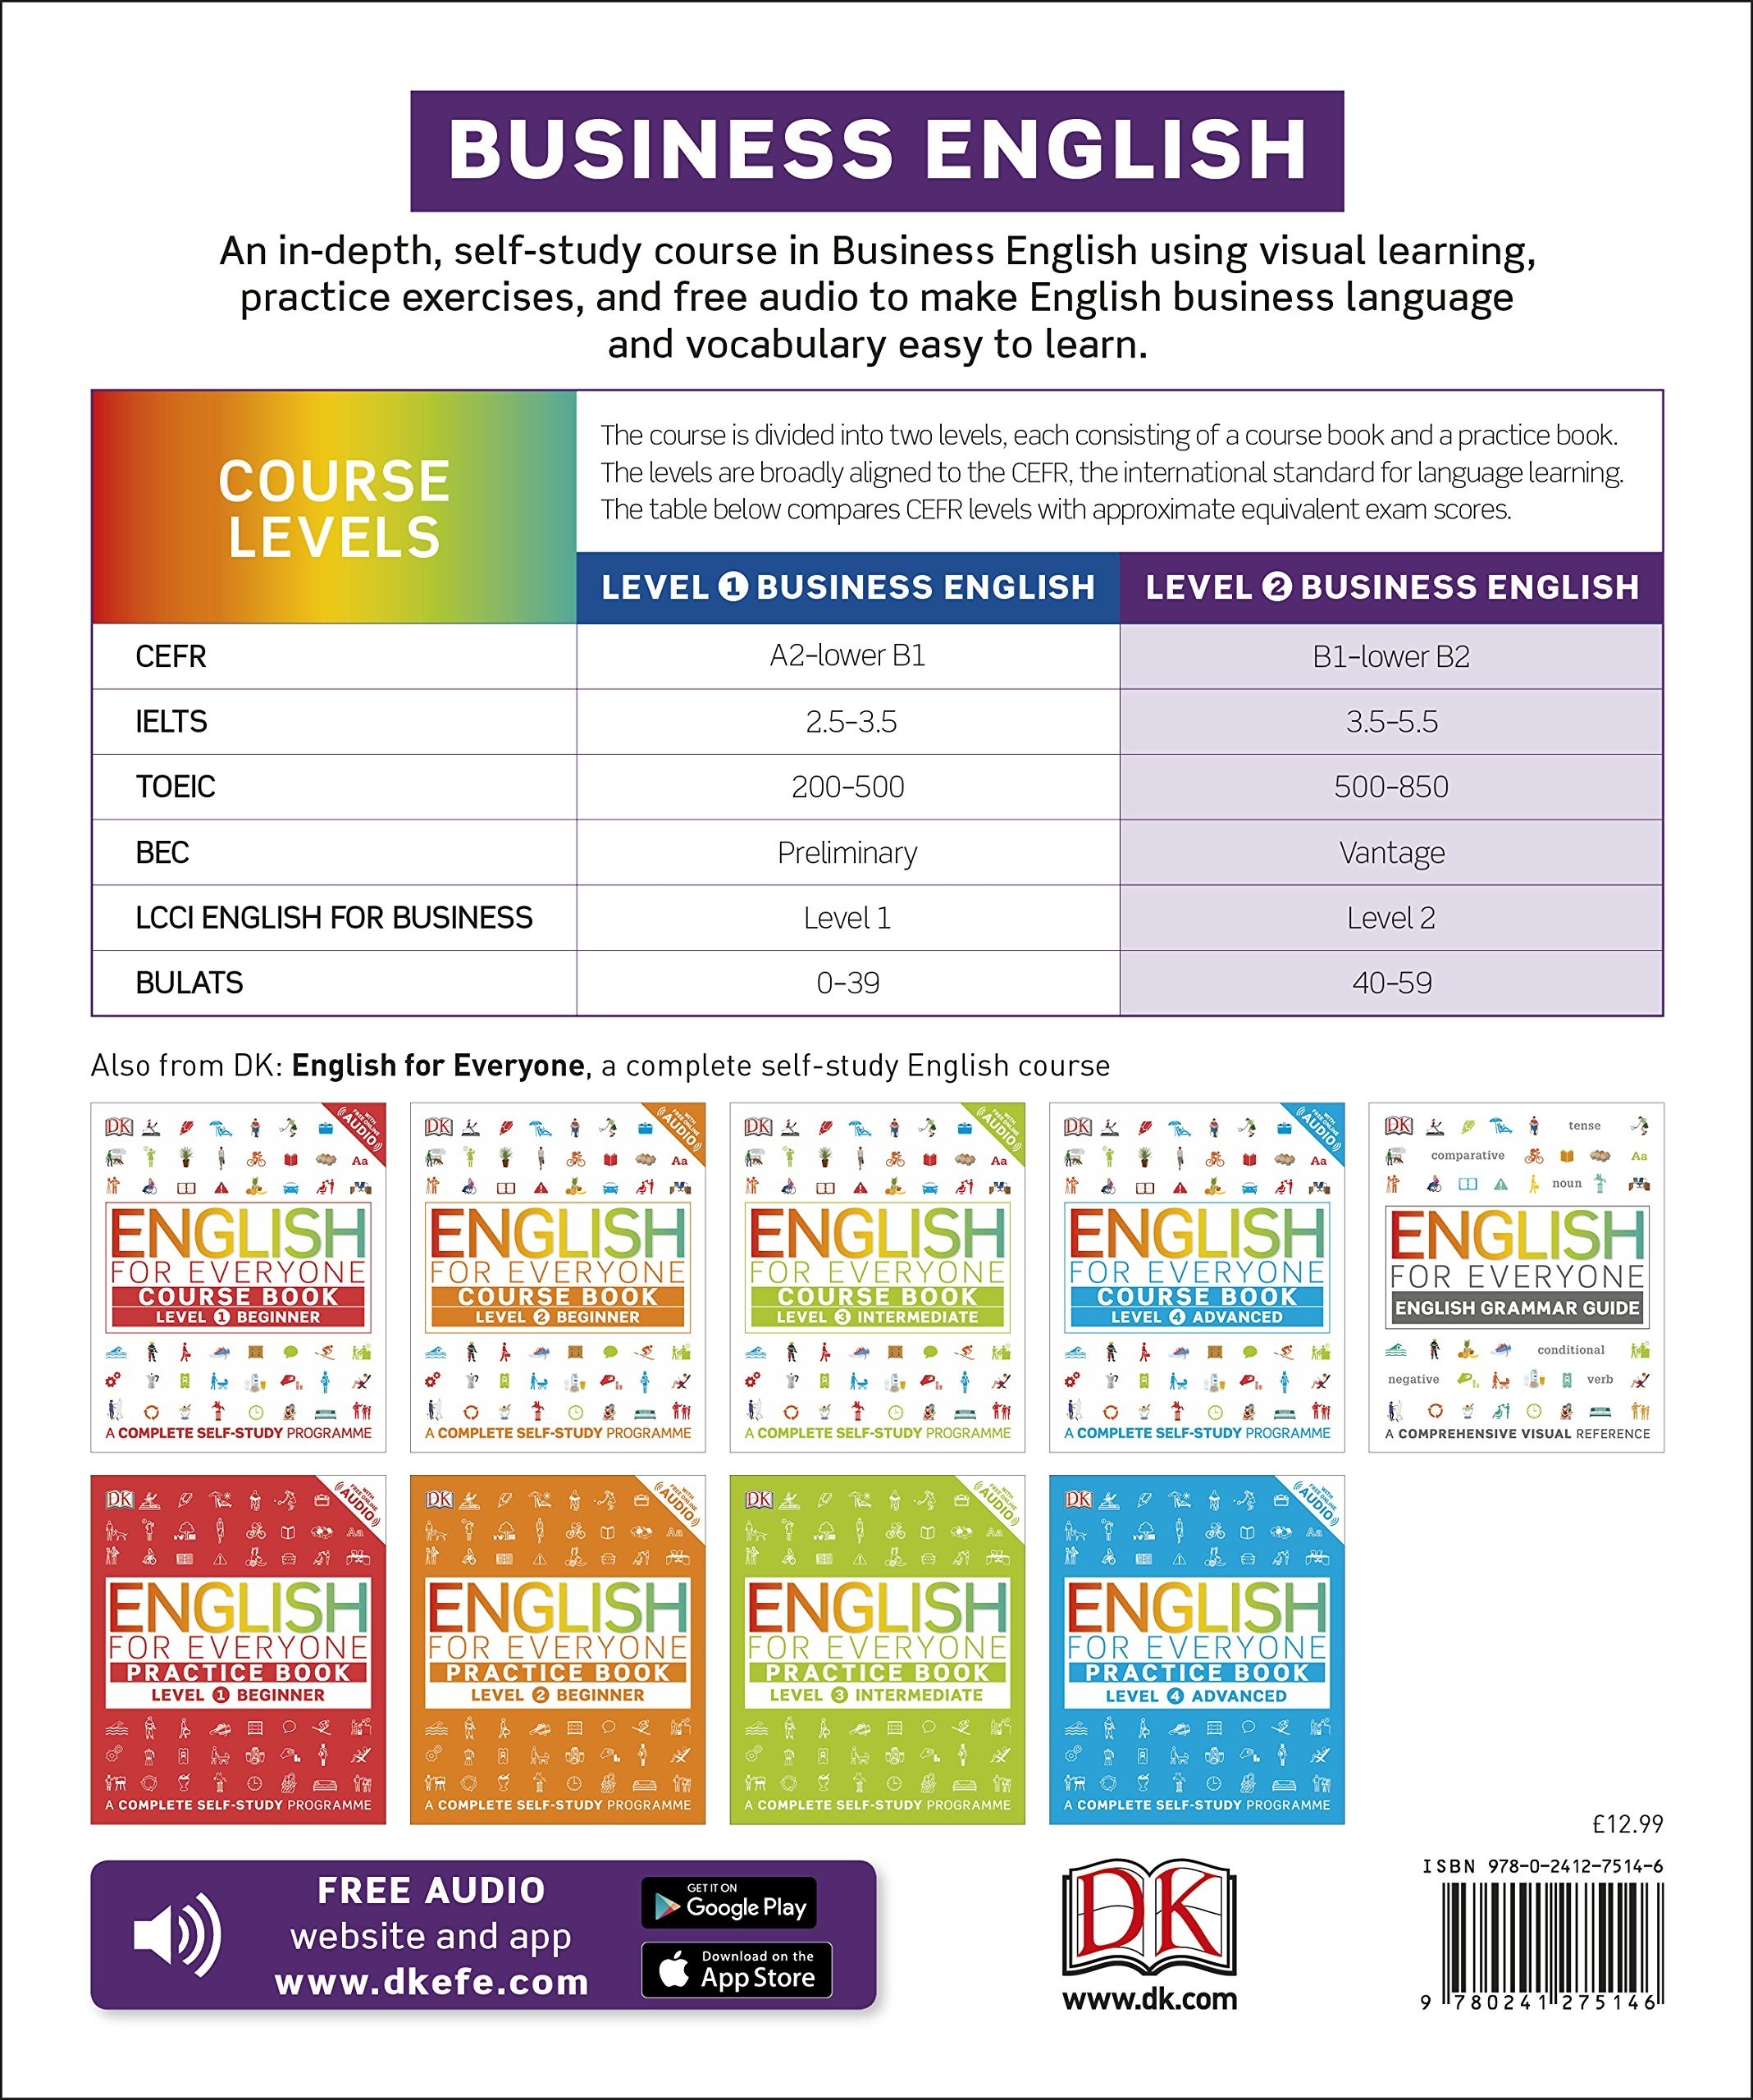 BUSINESS ENGLISH
An in-depth, self-study course in Business English using visual learning,
practice exercises, and free audio to make English business language
and vocabulary easy to learn.
COURSE
LEVELS
The course is divided into two levels, each consisting of a course book and a practice book.
The levels are broadly aligned to the CEFR, the international standard for language learning.
The table below compares CEFR levels with approximate equivalent exam scores.
LEVEL 1 BUSINESS ENGLISH
LEVEL 2 BUSINESS ENGLISH
CEFR A2–lower B1 B1–lower B2
IELTS 2.5–3.5 3.5–5.5
TOEIC 200–500 500–850
BEC Preliminary Vantage
LCCI ENGLISH FOR BUSINESS Level 1 Level 2
BULATS 0–39 40–59
Also from DK: English for Everyone, a complete self-study English course
DK
WITH
FREE ONLINE
AUDIO
Aa
ENGLISH
FOR EVERYONE
COURSE BOOK
LEVEL 1 BEGINNER
A COMPLETE SELF-STUDY PROGRAMME
DK
WITH
FREE ONLINE
AUDIO
Aa
ENGLISH
FOR EVERYONE
COURSE BOOK
LEVEL 2 BEGINNER
A COMPLETE SELF-STUDY PROGRAMME
DK
WITH
FREE ONLINE
AUDIO
Aa
ENGLISH
FOR EVERYONE
COURSE BOOK
LEVEL 3 INTERMEDIATE
A COMPLETE SELF-STUDY PROGRAMME
DK
WITH
FREE ONLINE
AUDIO
Aa
ENGLISH
FOR EVERYONE
COURSE BOOK
LEVEL 4 ADVANCED
A COMPLETE SELF-STUDY PROGRAMME
DK
tense
comparative
Aa
noun
ENGLISH
FOR EVERYONE
ENGLISH GRAMMAR GUIDE
conditional
negative
verb
A COMPREHENSIVE VISUAL REFERENCE
DK
WITH
FREE ONLINE
AUDIO
Aa
ENGLISH
FOR EVERYONE
PRACTICE BOOK
LEVEL 1 BEGINNER
A COMPLETE SELF-STUDY PROGRAMME
DK
WITH
FREE ONLINE
AUDIO
Aa
ENGLISH
FOR EVERYONE
PRACTICE BOOK
LEVEL 2 BEGINNER
A COMPLETE SELF-STUDY PROGRAMME
DK
WITH
FREE ONLINE
AUDIO
Aa
ENGLISH
FOR EVERYONE
PRACTICE BOOK
LEVEL 3 INTERMEDIATE
A COMPLETE SELF-STUDY PROGRAMME
DK
WITH
FREE ONLINE
AUDIO
Aa
ENGLISH
FOR EVERYONE
PRACTICE BOOK
LEVEL 4 ADVANCED
A COMPLETE SELF-STUDY PROGRAMME
FREE AUDIO
website and app
www.dkefe.com
GET IT ON
Google Play
Download on the
App Store
DK
www.dk.com
£12.99
ISBN 978-0-2412-7514-6
9 780241 275146